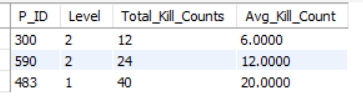 P_ID Level Total_Kill_Counts Avg_Kill_Count
300 2 12 6.0000
590 2 24 12.0000
483 1 40 20.0000